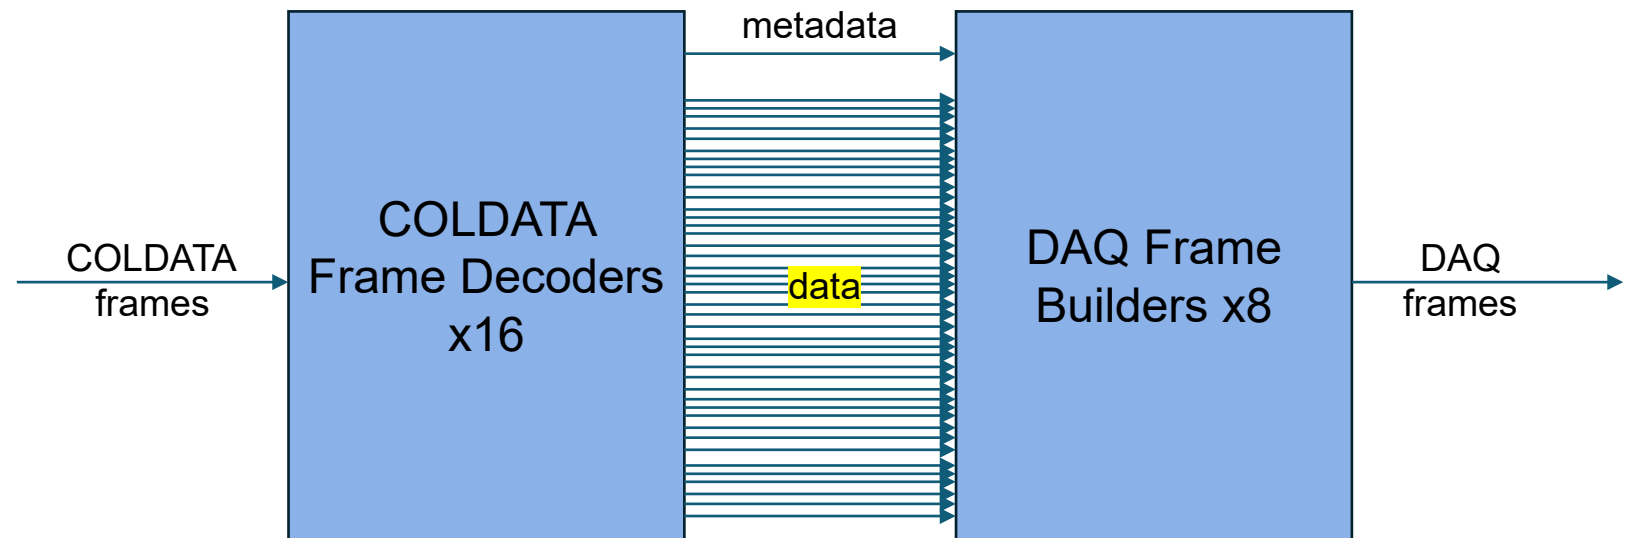 metadata
COLDATA
frames
COLDATA
Frame Decoders
x16
data
DAQ Frame
Builders x8
DAQ
frames